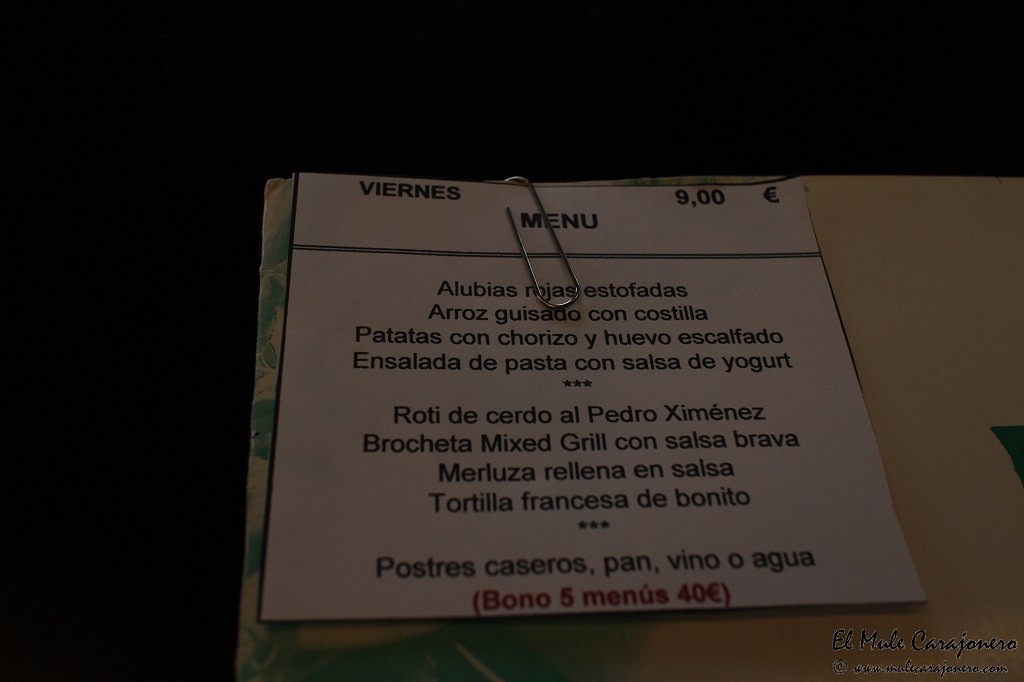 VIERNES 9,00 €
MENU
Alubias rojas estofadas
Arroz guisado con costilla
Patatas con chorizo y huevo escalfado
Ensalada de pasta con salsa de yogurt
***
Roti de cerdo al Pedro Ximénez
Brocheta Mixed Grill con salsa brava
Merluza rellena en salsa
Tortilla francesa de bonito
***
Postres caseros, pan, vino o agua
(Bono 5 menús 40€)
El Mule Carajonero
© www.mulecarajonero.com